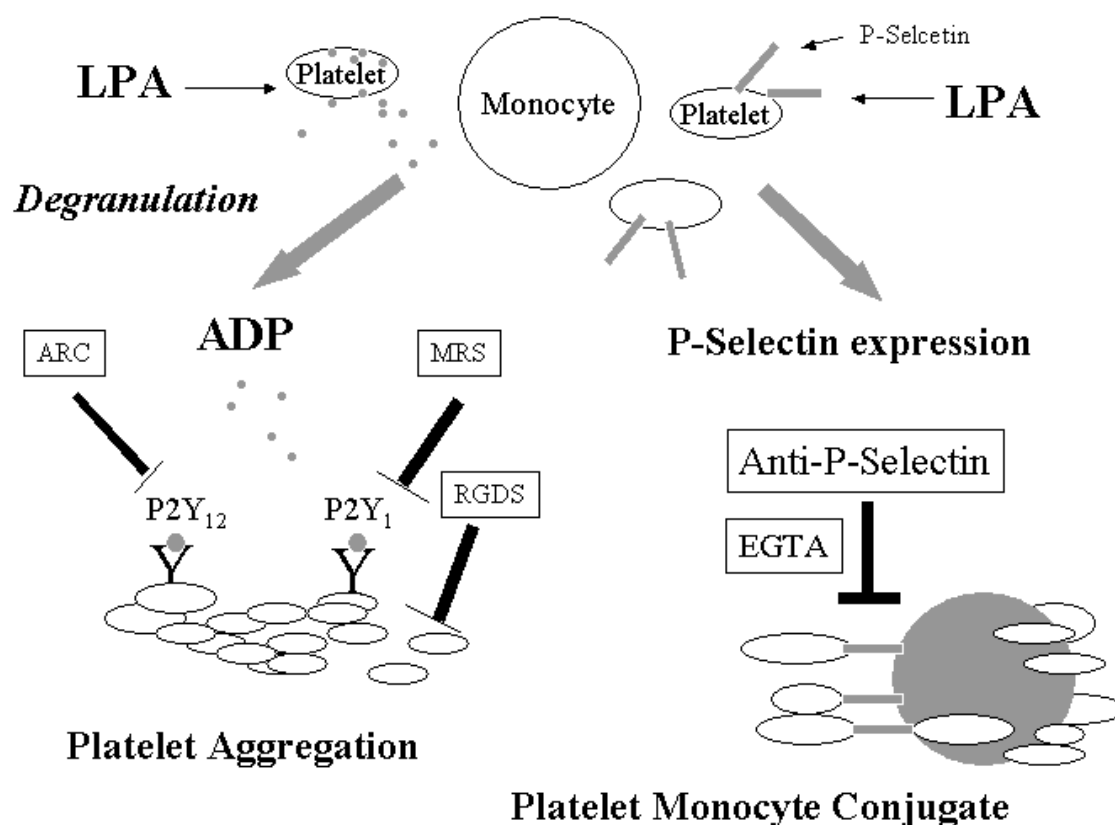 P-Selcetin
LPA
Platelet
Monocyte
Platelet
LPA
Degranulation
ADP
P-Selectin expression
ARC
MRS
Anti-P-Selectin
RGDS
P2Y12
P2Y1
EGTA
Platelet Aggregation
Platelet Monocyte Conjugate